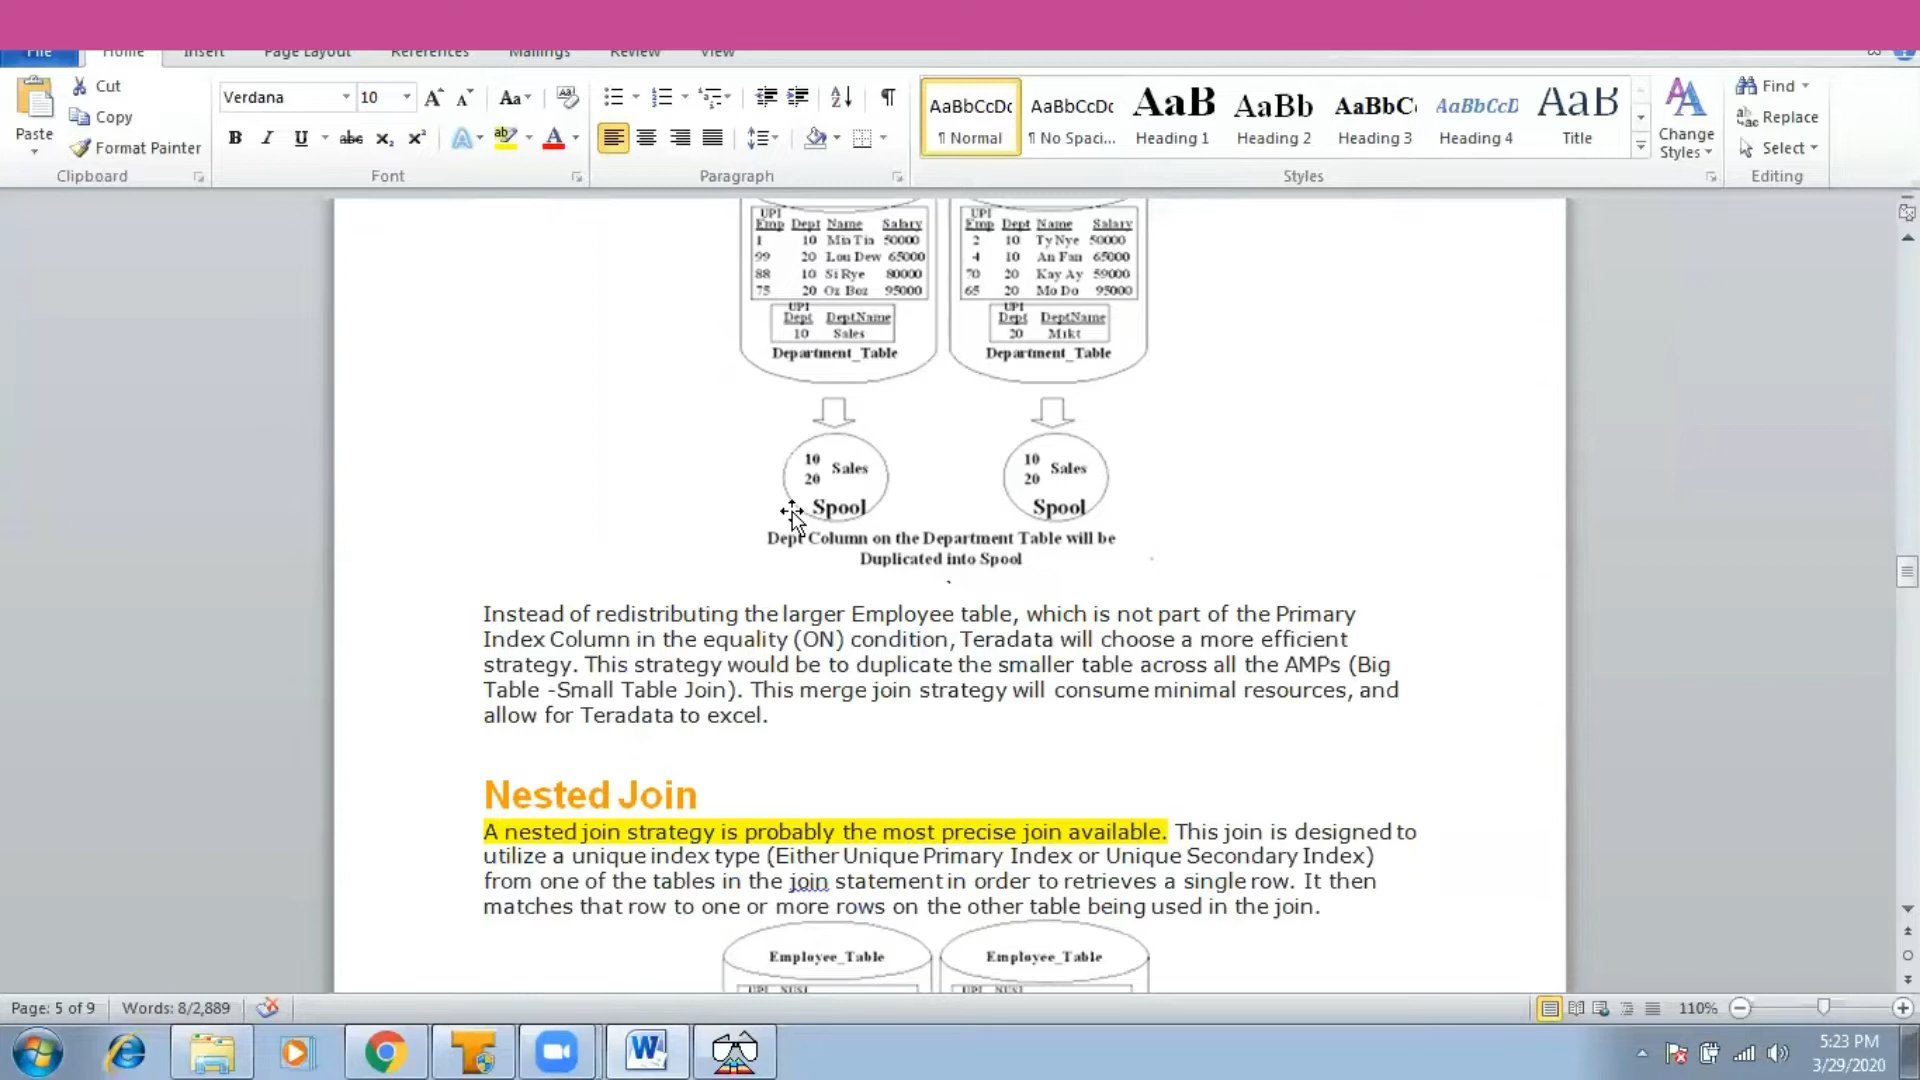 File Home Insert Page Layout References Mailings Review View
Cut
Copy
Format Painter
Paste
Clipboard
Verdana 10
Font
Paragraph
AaBbCcDc AaBbCcDc AaBbC AaBb AaBbC AaBbCcD AaB
¶ Normal ¶ No Spaci... Heading 1 Heading 2 Heading 3 Heading 4 Title
Change Styles
Styles
Find
Replace
Select
Editing
UPI UPI
Emp Dept Name Salary Emp Dept Name Salary
1 10 Min Tia 50000 2 10 Ty Nye 50000
99 20 Lou Dew 65000 4 10 An Fan 65000
88 10 Si Rye 80000 70 20 Kay Ay 59000
75 20 Oz Boz 95000 65 20 Mo Do 95000
UPI UPI
Dept DeptName Dept DeptName
10 Sales 20 Mrkt
Department_Table Department_Table
10 Sales 10 Sales
20 20
Spool Spool
Dept Column on the Department Table will be
Duplicated into Spool
Instead of redistributing the larger Employee table, which is not part of the Primary
Index Column in the equality (ON) condition, Teradata will choose a more efficient
strategy. This strategy would be to duplicate the smaller table across all the AMPs (Big
Table -Small Table Join). This merge join strategy will consume minimal resources, and
allow for Teradata to excel.
Nested Join
A nested join strategy is probably the most precise join available. This join is designed to
utilize a unique index type (Either Unique Primary Index or Unique Secondary Index)
from one of the tables in the join statement in order to retrieves a single row. It then
matches that row to one or more rows on the other table being used in the join.
Employee_Table Employee_Table
UPI NUSI UPI NUSI
Page: 5 of 9 Words: 8/2,889 110%
5:23 PM
3/29/2020